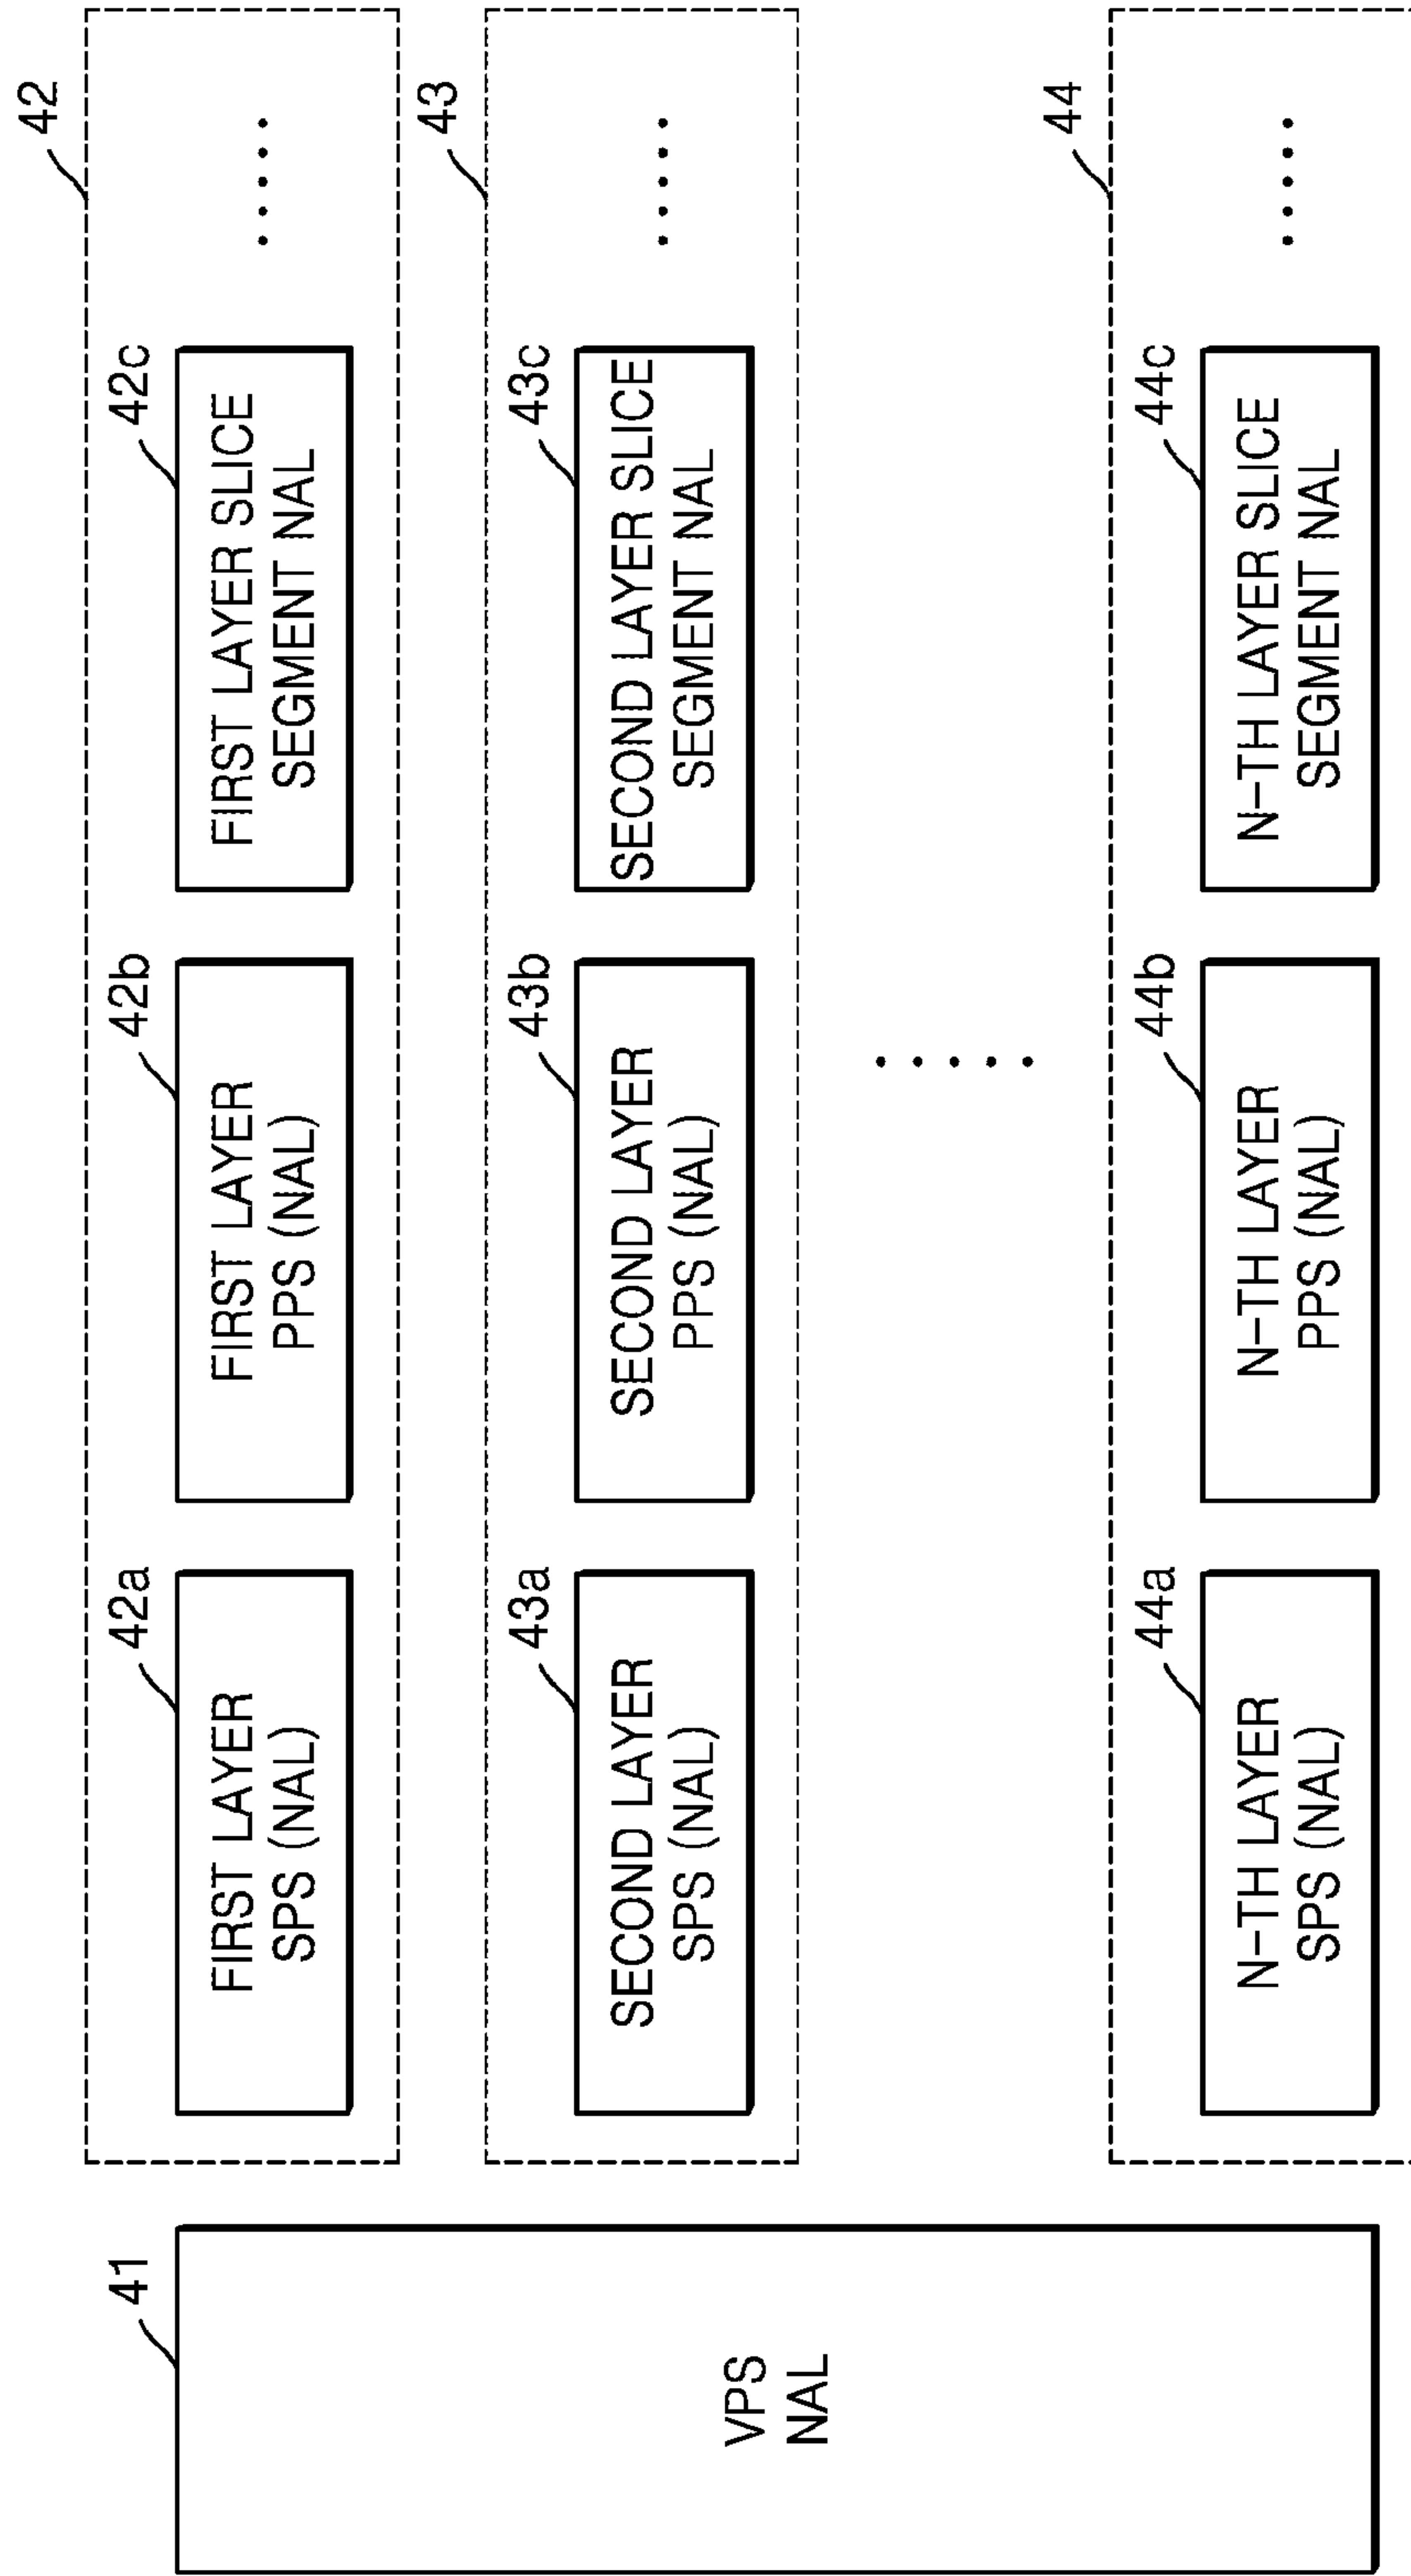 41
VPS
NAL
42
42a
FIRST LAYER
SPS (NAL)
42b
FIRST LAYER
PPS (NAL)
42c
FIRST LAYER SLICE
SEGMENT NAL
.....
43
43a
SECOND LAYER
SPS (NAL)
43b
SECOND LAYER
PPS (NAL)
43c
SECOND LAYER SLICE
SEGMENT NAL
.....
.....
44
44a
N-TH LAYER
SPS (NAL)
44b
N-TH LAYER
PPS (NAL)
44c
N-TH LAYER SLICE
SEGMENT NAL
.....